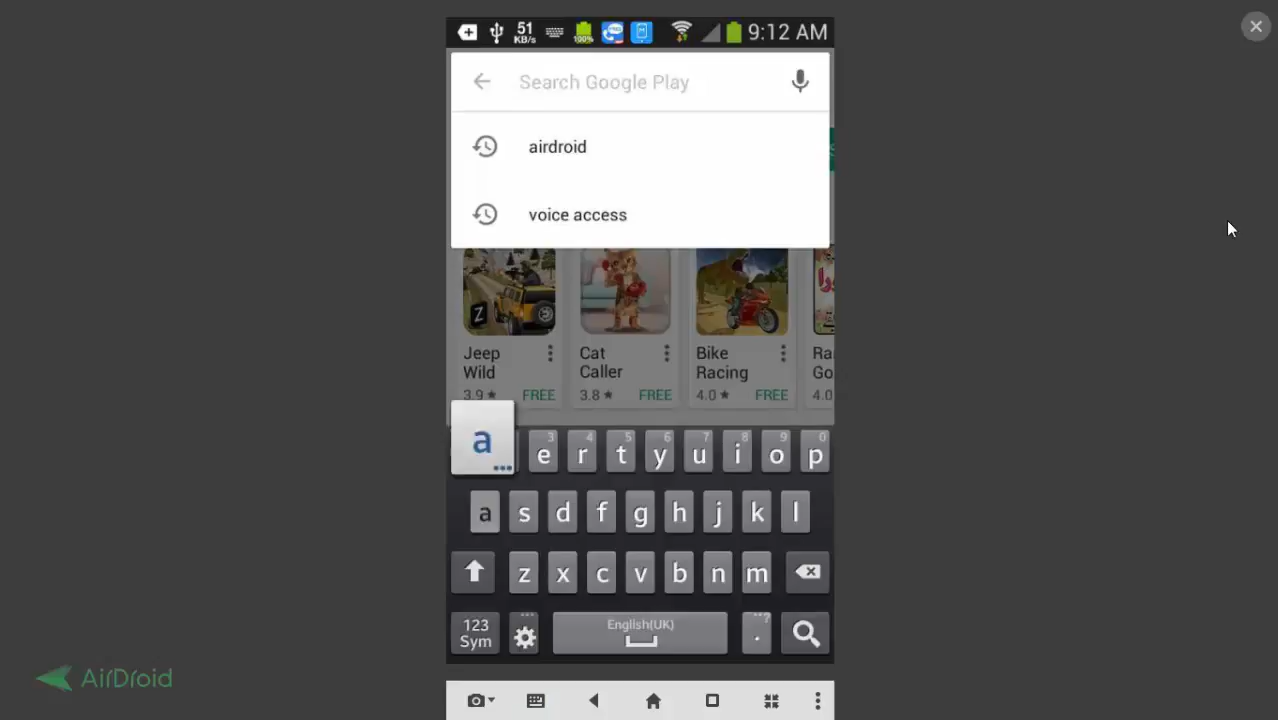 51
KB/s
100%
9:12 AM
Search Google Play
airdroid
voice access
Z
Jeep
Wild
Cat
Caller
Bike
Racing
Ra
Go
3.9 ★ FREE
3.8 ★ FREE
4.0 ★ FREE
4.0
a ...
3 4 5 6 7 8 9 0
e r t y u i o p
a s d f g h j k l
z x c v b n m
123
Sym
English(UK)
... ?
.
AirDroid